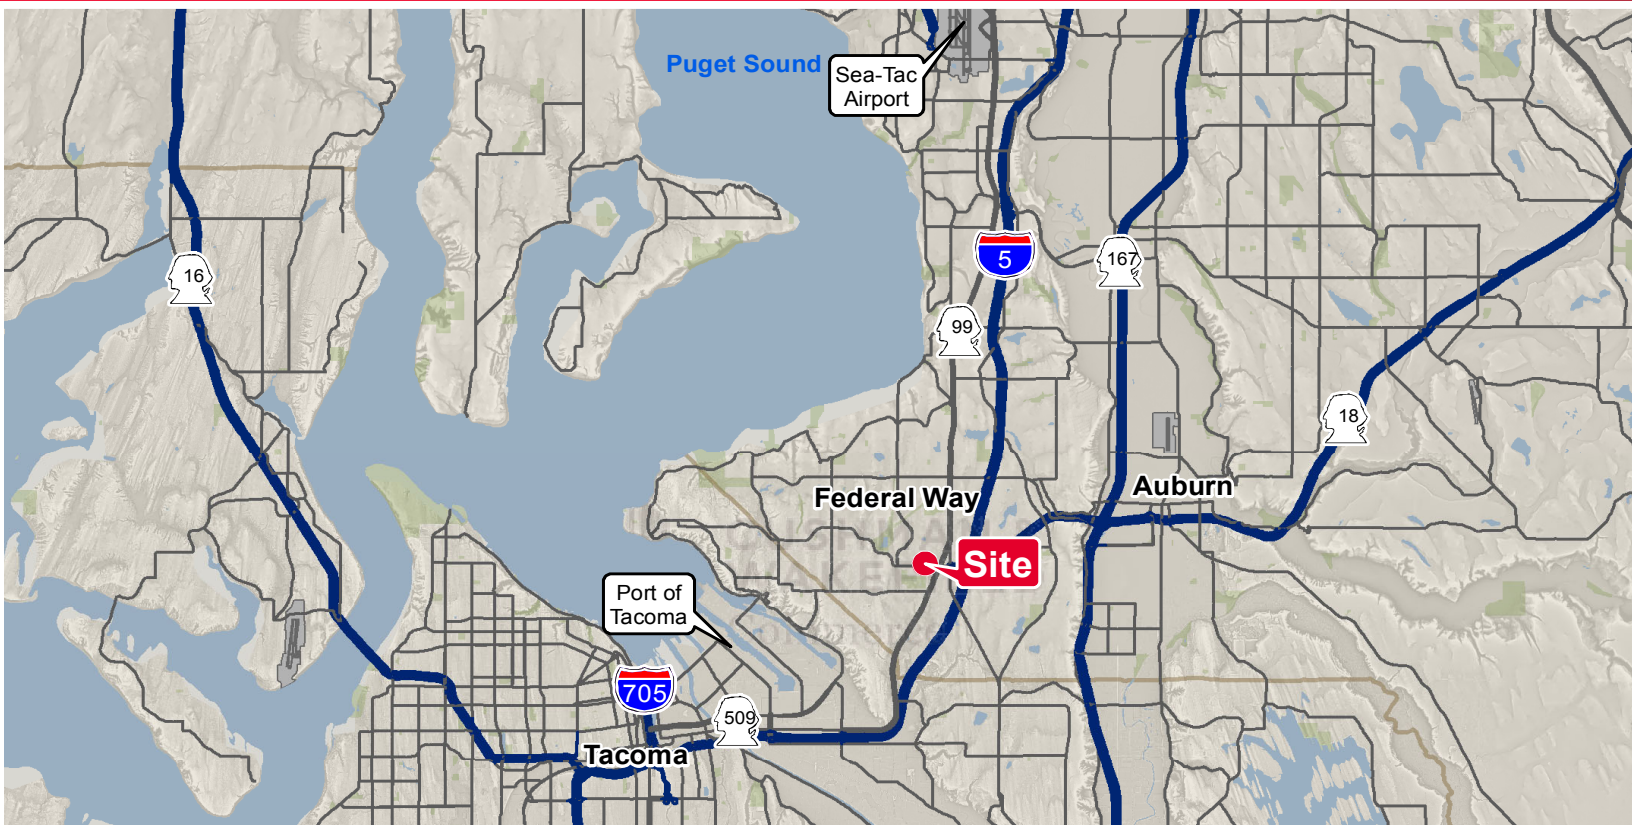 Puget Sound
Sea-Tac
Airport
16
5
167
99
18
Federal Way
Auburn
Site
Port of
Tacoma
705
509
Tacoma